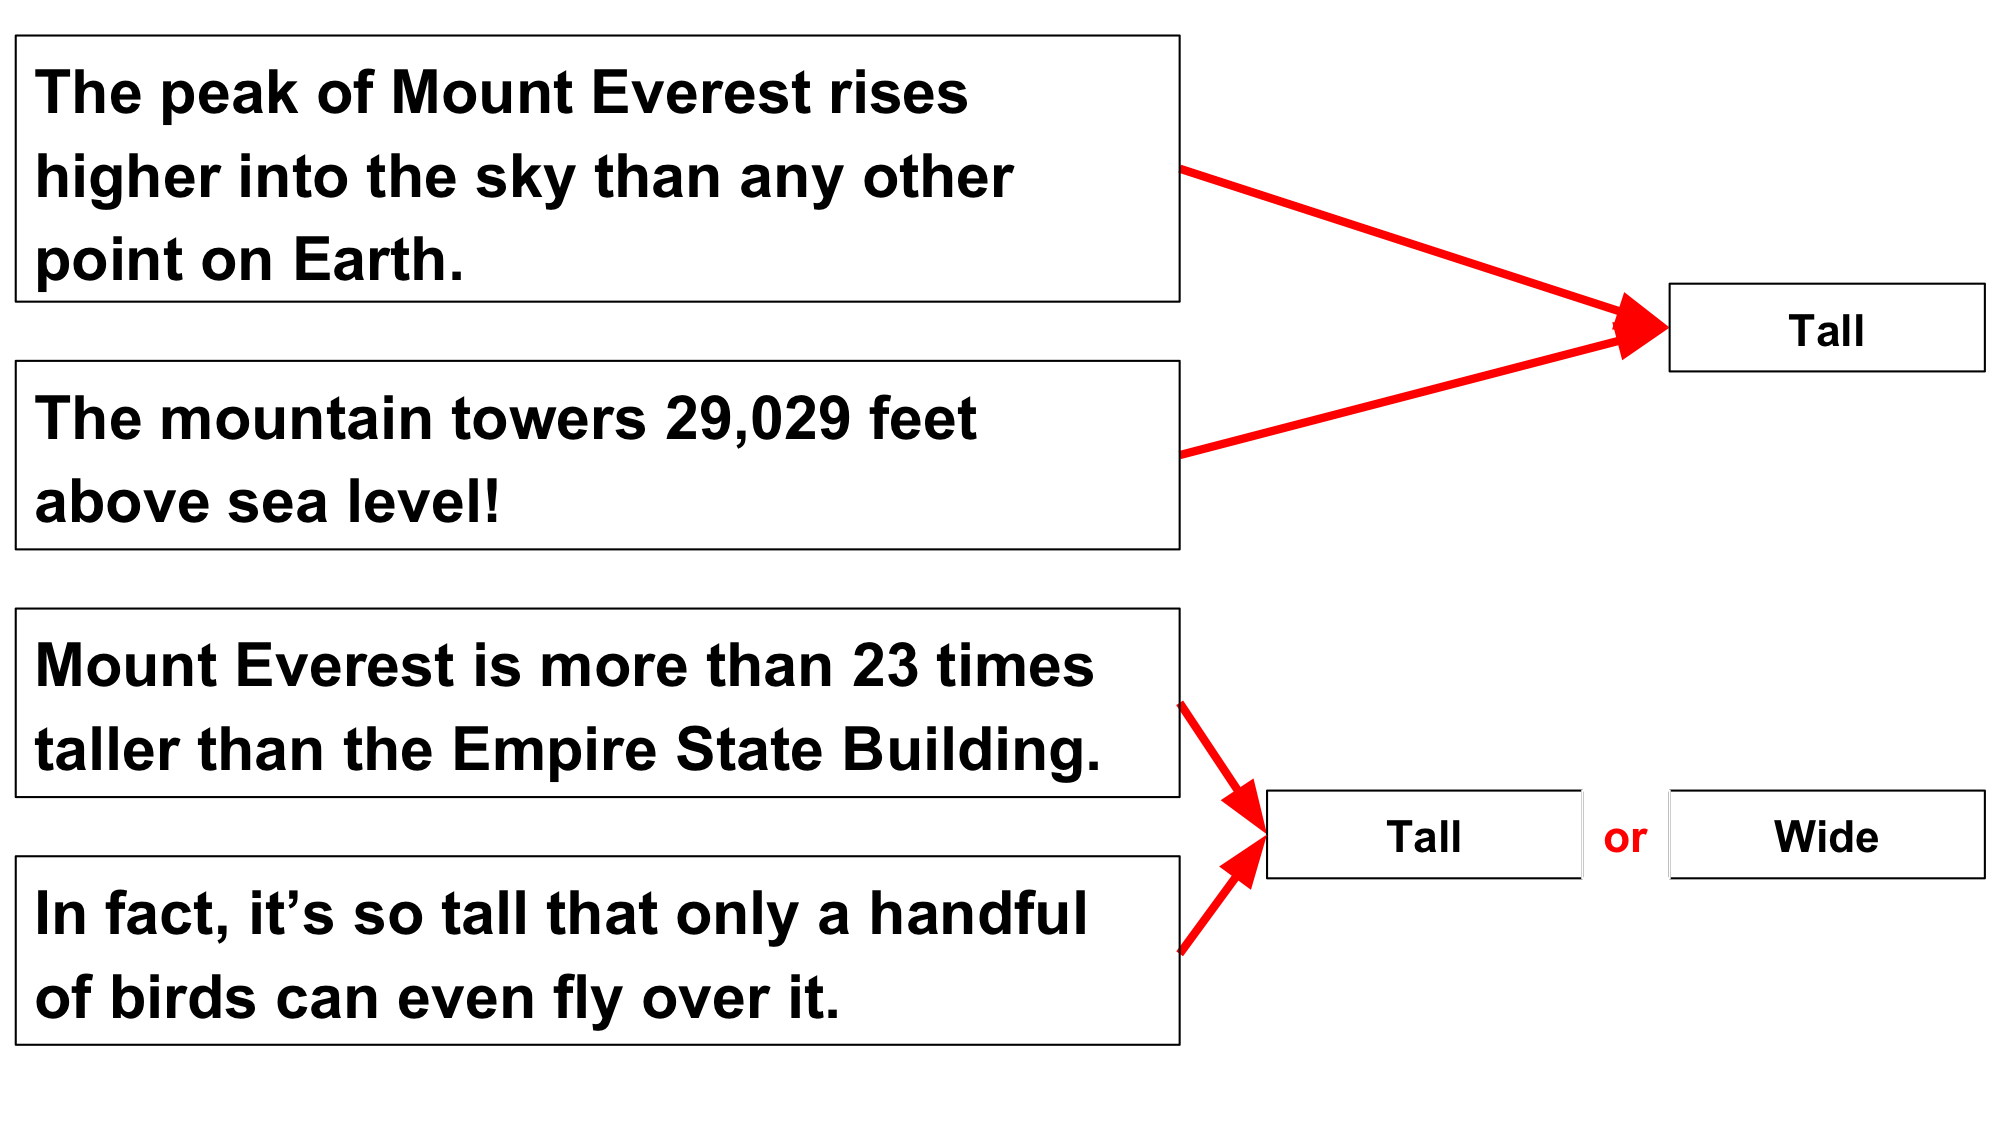 The peak of Mount Everest rises
higher into the sky than any other
point on Earth.
Tall
The mountain towers 29,029 feet
above sea level!
Mount Everest is more than 23 times
taller than the Empire State Building.
Tall or Wide
In fact, it’s so tall that only a handful
of birds can even fly over it.